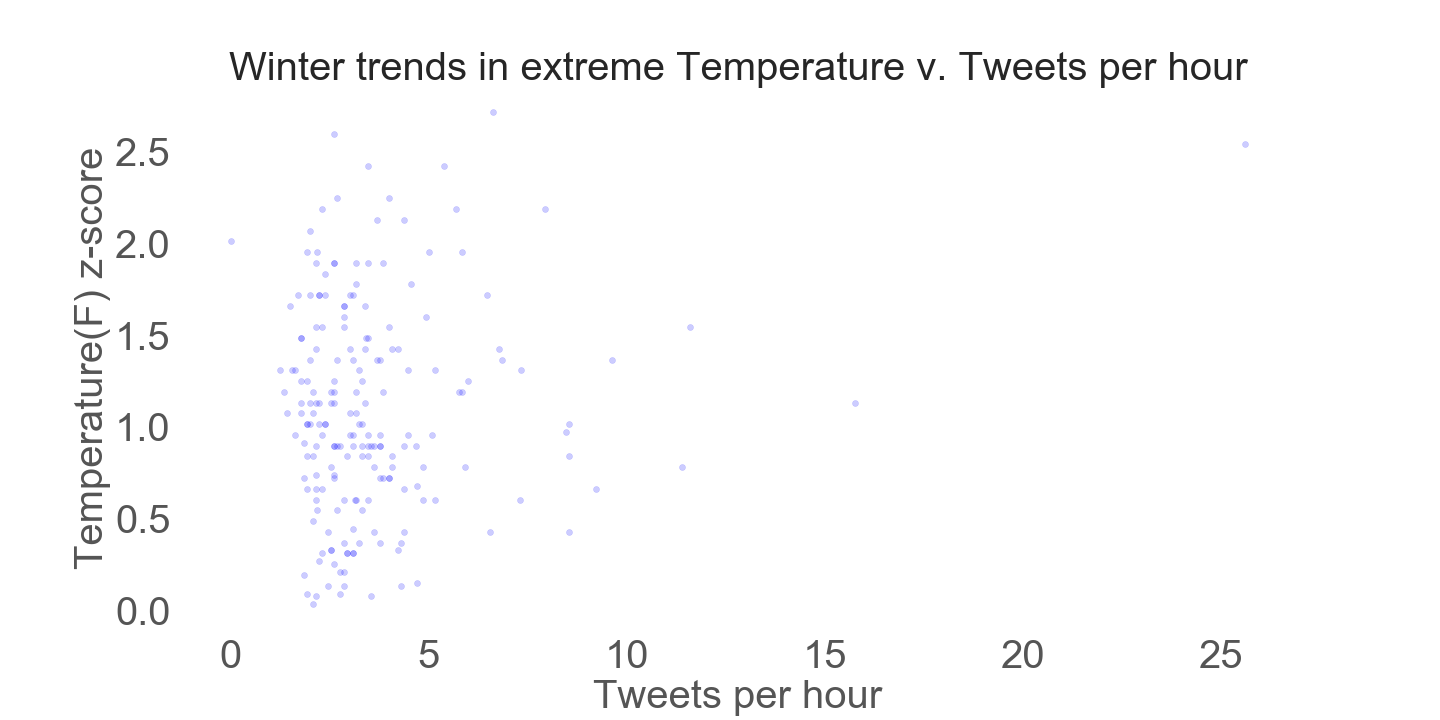 Winter trends in extreme Temperature v. Tweets per hour
Temperature(F) z-score
2.5
2.0
1.5
1.0
0.5
0.0
0 5 10 15 20 25
Tweets per hour